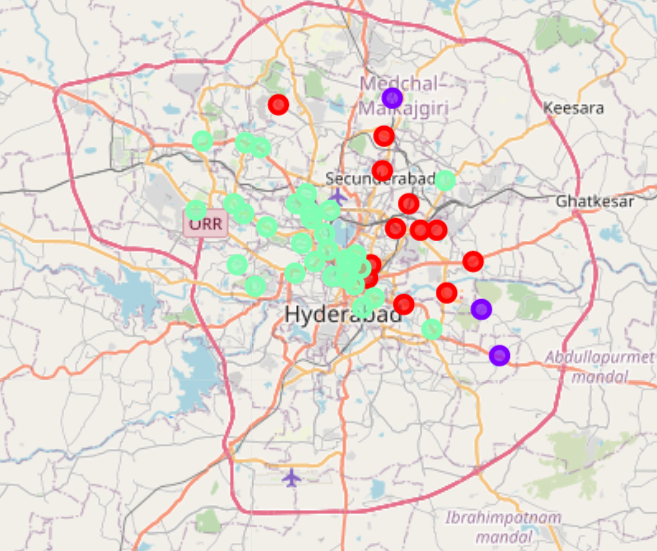 Medchal-
Malkajgiri
Keesara
Secunderabad
Ghatkesar
ORR
Hyderabad
Abdullapurmet
mandal
Ibrahimpatnam
mandal